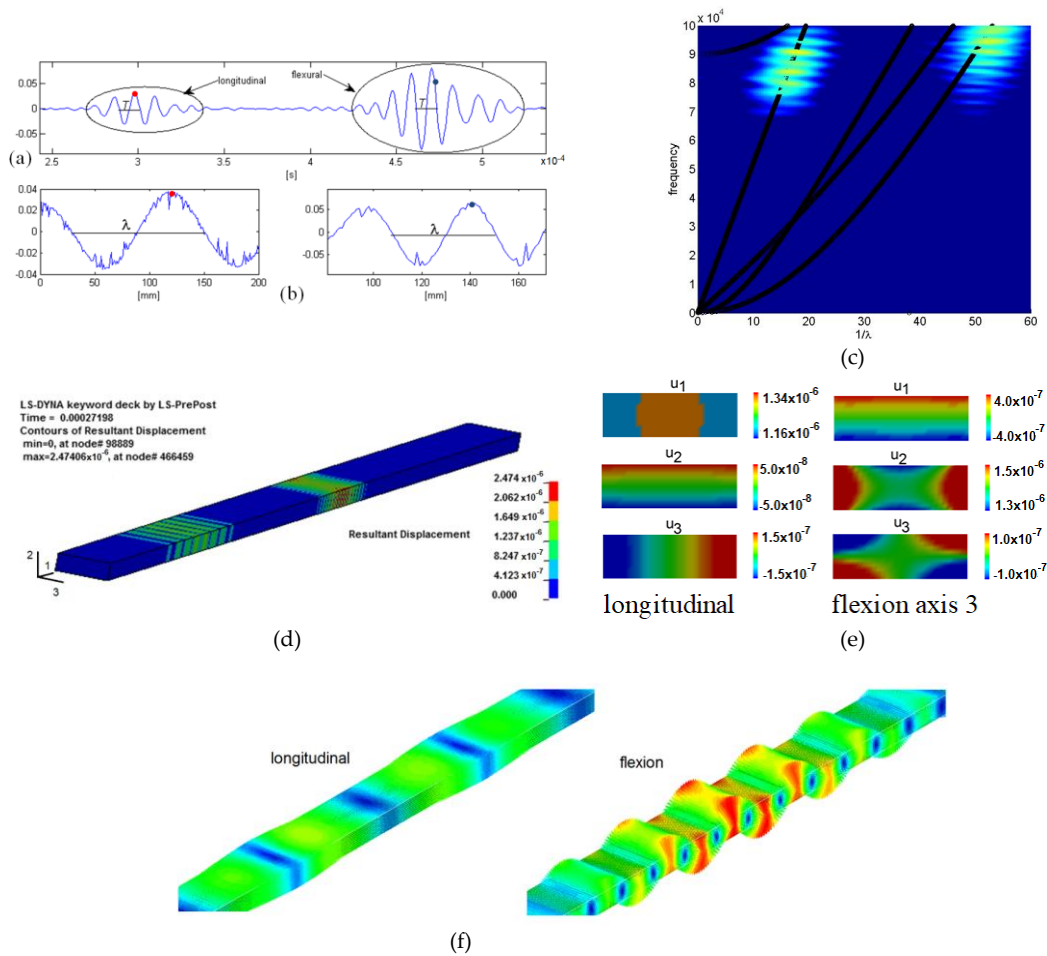 longitudinal
flexural
0.05
0
-0.05
T
T
2.5
3
3.5
4
4.5
5
x10⁻⁴
[s]
(a)
0.04
0.02
0
-0.02
-0.04
λ
0
50
100
150
200
[mm]
0.05
0
-0.05
λ
100
120
140
160
[mm]
(b)
x 10⁴
10
9
8
7
6
5
4
3
2
1
0
frequency
0
10
20
30
40
50
60
1/λ
(c)
LS-DYNA keyword deck by LS-PrePost
Time = 0.00027198
Contours of Resultant Displacement
min=0, at node# 98889
max=2.47406x10⁻⁶, at node# 466459
2.474 x10⁻⁶
2.062 x10⁻⁶
1.649 x10⁻⁶
1.237 x10⁻⁶
8.247 x10⁻⁷
4.123 x10⁻⁷
0.000
Resultant Displacement
2
1
3
(d)
u₁
1.34x10⁻⁶
1.16x10⁻⁶
u₂
5.0x10⁻⁸
-5.0x10⁻⁸
u₃
1.5x10⁻⁷
-1.5x10⁻⁷
longitudinal
u₁
4.0x10⁻⁷
-4.0x10⁻⁷
u₂
1.5x10⁻⁶
1.3x10⁻⁶
u₃
1.0x10⁻⁷
-1.0x10⁻⁷
flexion axis 3
(e)
longitudinal
flexion
(f)